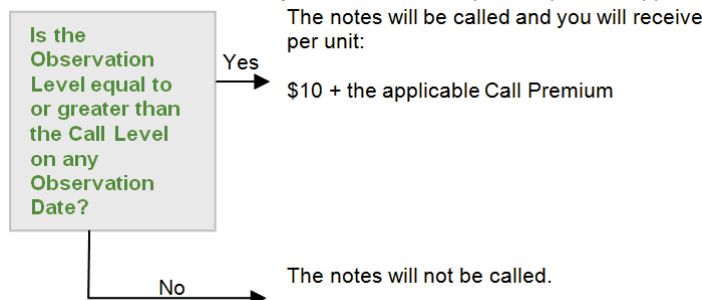 Is the
Observation
Level equal to
or greater than
the Call Level
on any
Observation
Date?
Yes
The notes will be called and you will receive
per unit:
$10 + the applicable Call Premium
No
The notes will not be called.